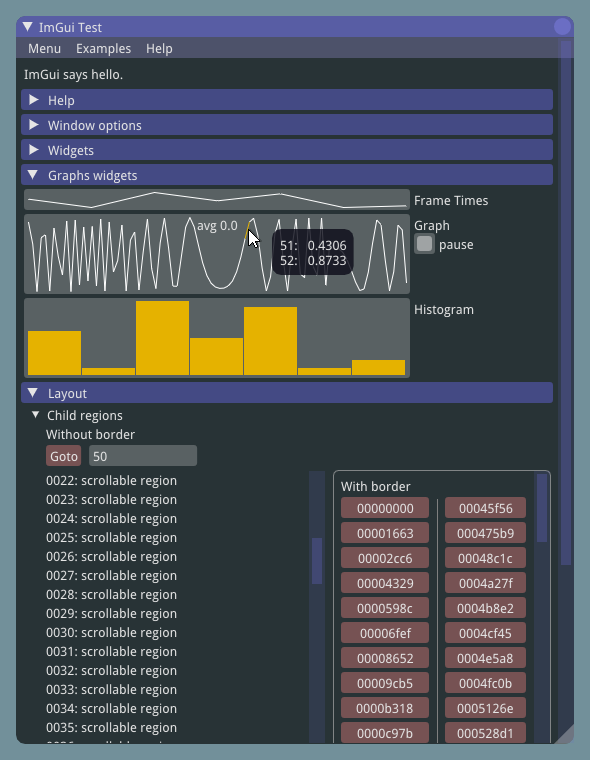 ImGui Test
Menu Examples Help
ImGui says hello.
Help
Window options
Widgets
Graphs widgets
Frame Times
avg 0.0
Graph
pause
51: 0.4306
52: 0.8733
Histogram
Layout
Child regions
Without border
Goto 50
0022: scrollable region
0023: scrollable region
0024: scrollable region
0025: scrollable region
0026: scrollable region
0027: scrollable region
0028: scrollable region
0029: scrollable region
0030: scrollable region
0031: scrollable region
0032: scrollable region
0033: scrollable region
0034: scrollable region
0035: scrollable region
With border
00000000 00045f56
00001663 000475b9
00002cc6 00048c1c
00004329 0004a27f
0000598c 0004b8e2
00006fef 0004cf45
00008652 0004e5a8
00009cb5 0004fc0b
0000b318 0005126e
0000c97b 000528d1